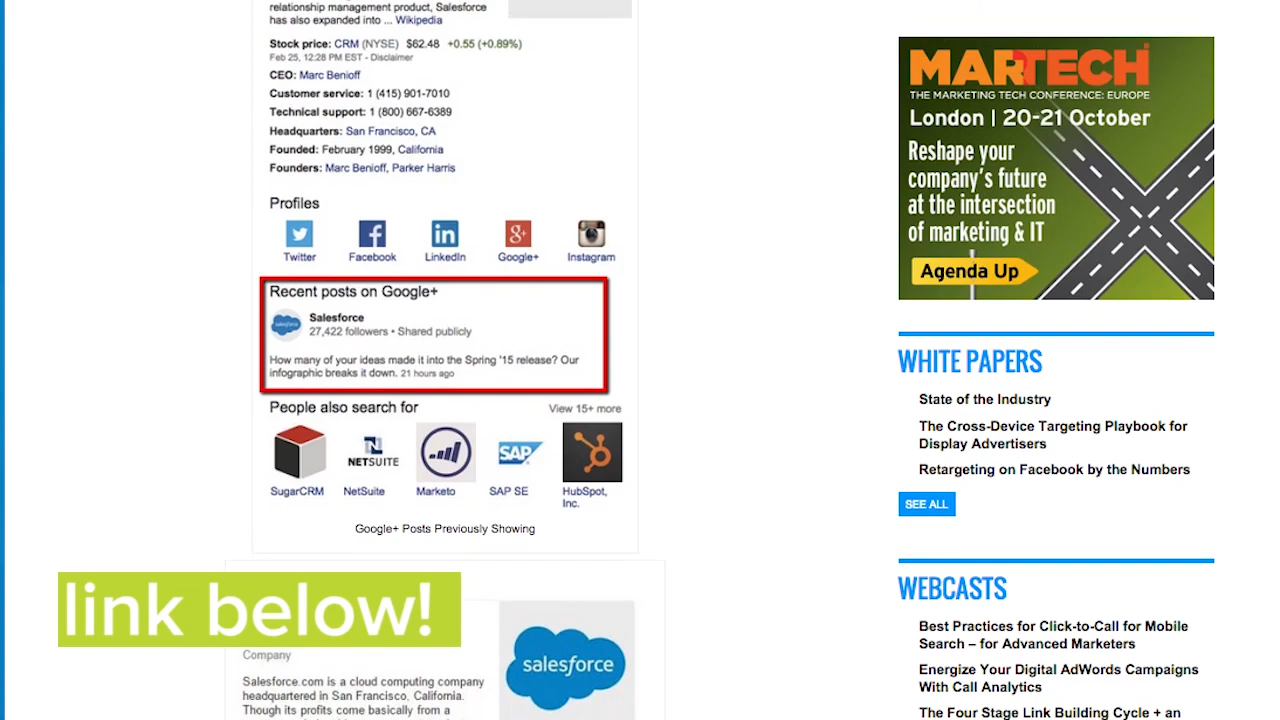 relationship management product, Salesforce
has also expanded into ... Wikipedia
Stock price: CRM (NYSE) $62.48 +0.55 (+0.89%)
Feb 25, 12:28 PM EST - Disclaimer
CEO: Marc Benioff
Customer service: 1 (415) 901-7010
Technical support: 1 (800) 667-6389
Headquarters: San Francisco, CA
Founded: February 1999, California
Founders: Marc Benioff, Parker Harris
Profiles
Twitter Facebook LinkedIn Google+ Instagram
Recent posts on Google+
salesforce
Salesforce
27,422 followers • Shared publicly
How many of your ideas made it into the Spring '15 release? Our
infographic breaks it down. 21 hours ago
People also search for View 15+ more
NETSUITE
SAP
SugarCRM NetSuite Marketo SAP SE HubSpot,
Inc.
Google+ Posts Previously Showing
link below!
Company
Salesforce.com is a cloud computing company
headquartered in San Francisco, California.
Though its profits come basically from a
salesforce
MARTECH
THE MARKETING TECH CONFERENCE: EUROPE
London | 20-21 October
Reshape your
company's future
at the intersection
of marketing & IT
Agenda Up
WHITE PAPERS
State of the Industry
The Cross-Device Targeting Playbook for
Display Advertisers
Retargeting on Facebook by the Numbers
SEE ALL
WEBCASTS
Best Practices for Click-to-Call for Mobile
Search – for Advanced Marketers
Energize Your Digital AdWords Campaigns
With Call Analytics
The Four Stage Link Building Cycle + an